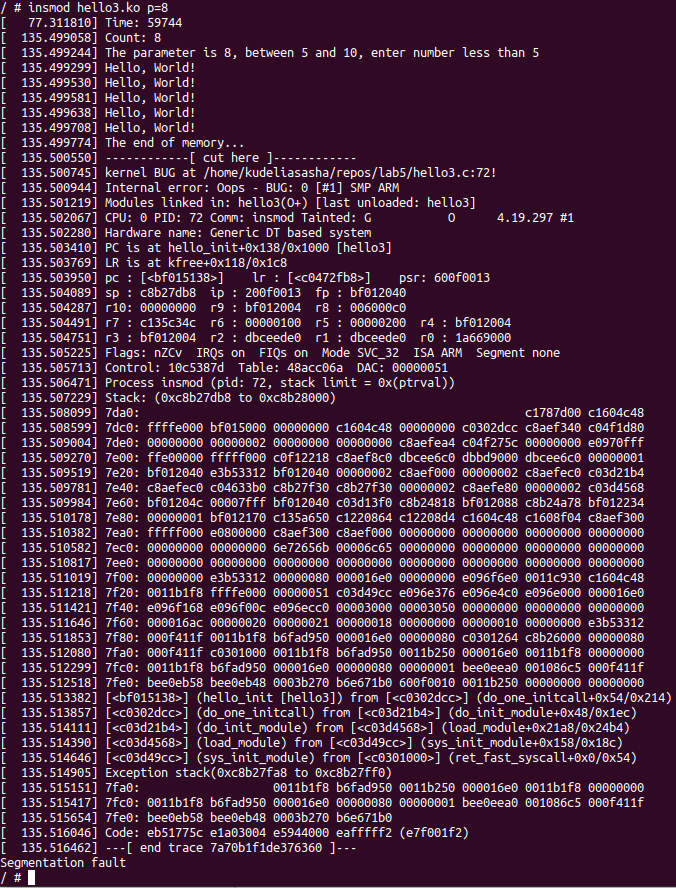 / # insmod hello3.ko p=8
[   77.311810] Time: 59744
[  135.499058] Count: 8
[  135.499244] The parameter is 8, between 5 and 10, enter number less than 5
[  135.499299] Hello, World!
[  135.499530] Hello, World!
[  135.499581] Hello, World!
[  135.499638] Hello, World!
[  135.499708] Hello, World!
[  135.499774] The end of memory...
[  135.500550] ------------[ cut here ]------------
[  135.500745] kernel BUG at /home/kudeliasasha/repos/lab5/hello3.c:72!
[  135.500944] Internal error: Oops - BUG: 0 [#1] SMP ARM
[  135.501219] Modules linked in: hello3(O+) [last unloaded: hello3]
[  135.502067] CPU: 0 PID: 72 Comm: insmod Tainted: G           O      4.19.297 #1
[  135.502280] Hardware name: Generic DT based system
[  135.503410] PC is at hello_init+0x138/0x1000 [hello3]
[  135.503769] LR is at kfree+0x118/0x1c8
[  135.503950] pc : [<bf015138>]    lr : [<c0472fb8>]    psr: 600f0013
[  135.504089] sp : c8b27db8  ip : 200f0013  fp : bf012040
[  135.504287] r10: 00000000  r9 : bf012004  r8 : 006000c0
[  135.504491] r7 : c135c34c  r6 : 00000100  r5 : 00000200  r4 : bf012004
[  135.504751] r3 : bf012004  r2 : dbceede0  r1 : dbceede0  r0 : 1a669000
[  135.505225] Flags: nZCv  IRQs on  FIQs on  Mode SVC_32  ISA ARM  Segment none
[  135.505713] Control: 10c5387d  Table: 48acc06a  DAC: 00000051
[  135.506471] Process insmod (pid: 72, stack limit = 0x(ptrval))
[  135.507229] Stack: (0xc8b27db8 to 0xc8b28000)
[  135.508099] 7da0:                                                       c1787d00 c1604c48
[  135.508599] 7dc0: ffffe000 bf015000 00000000 c1604c48 00000000 c0302dcc c8aef340 c04f1d80
[  135.509004] 7de0: 00000000 00000002 00000000 00000000 c8aefea4 c04f275c 00000000 e0970fff
[  135.509270] 7e00: ffe00000 fffff000 c0f12218 c8aef8c0 dbcee6c0 dbbd9000 dbcee6c0 00000001
[  135.509519] 7e20: bf012040 e3b53312 bf012040 00000002 c8aef000 00000002 c8aefec0 c03d21b4
[  135.509781] 7e40: c8aefec0 c04633b0 c8b27f30 c8b27f30 00000002 c8aefe80 00000002 c03d4568
[  135.509984] 7e60: bf01204c 00007fff bf012040 c03d13f0 c8b24818 bf012088 c8b24a78 bf012234
[  135.510178] 7e80: 00000001 bf012170 c135a650 c1220864 c12208d4 c1604c48 c1608f04 c8aef300
[  135.510382] 7ea0: fffff000 e0800000 c8aef300 c8aef000 00000000 00000000 00000000 00000000
[  135.510582] 7ec0: 00000000 00000000 6e72656b 00006c65 00000000 00000000 00000000 00000000
[  135.510817] 7ee0: 00000000 00000000 00000000 00000000 00000000 00000000 00000000 00000000
[  135.511019] 7f00: 00000000 e3b53312 00000080 000016e0 00000000 e096f6e0 0011c930 c1604c48
[  135.511218] 7f20: 0011b1f8 ffffe000 00000051 c03d49cc e096e376 e096e4c0 e096e000 000016e0
[  135.511421] 7f40: e096f168 e096f00c e096ecc0 00003000 00003050 00000000 00000000 00000000
[  135.511646] 7f60: 000016ac 00000020 00000021 00000018 00000000 00000010 00000000 e3b53312
[  135.511853] 7f80: 000f411f 0011b1f8 b6fad950 000016e0 00000080 c0301264 c8b26000 00000080
[  135.512080] 7fa0: 000f411f c0301000 0011b1f8 b6fad950 0011b250 000016e0 0011b1f8 00000000
[  135.512299] 7fc0: 0011b1f8 b6fad950 000016e0 00000080 00000001 bee0eea0 001086c5 000f411f
[  135.512518] 7fe0: bee0eb58 bee0eb48 0003b270 b6e671b0 600f0010 0011b250 00000000 00000000
[  135.513382] [<bf015138>] (hello_init [hello3]) from [<c0302dcc>] (do_one_initcall+0x54/0x214)
[  135.513857] [<c0302dcc>] (do_one_initcall) from [<c03d21b4>] (do_init_module+0x48/0x1ec)
[  135.514111] [<c03d21b4>] (do_init_module) from [<c03d4568>] (load_module+0x21a8/0x24b4)
[  135.514390] [<c03d4568>] (load_module) from [<c03d49cc>] (sys_init_module+0x158/0x18c)
[  135.514646] [<c03d49cc>] (sys_init_module) from [<c0301000>] (ret_fast_syscall+0x0/0x54)
[  135.514905] Exception stack(0xc8b27fa8 to 0xc8b27ff0)
[  135.515151] 7fa0:                   0011b1f8 b6fad950 0011b250 000016e0 0011b1f8 00000000
[  135.515417] 7fc0: 0011b1f8 b6fad950 000016e0 00000080 00000001 bee0eea0 001086c5 000f411f
[  135.515654] 7fe0: bee0eb58 bee0eb48 0003b270 b6e671b0
[  135.516046] Code: eb51775c e1a03004 e5944000 eafffff2 (e7f001f2)
[  135.516462] ---[ end trace 7a70b1f1de376360 ]---
Segmentation fault
/ #